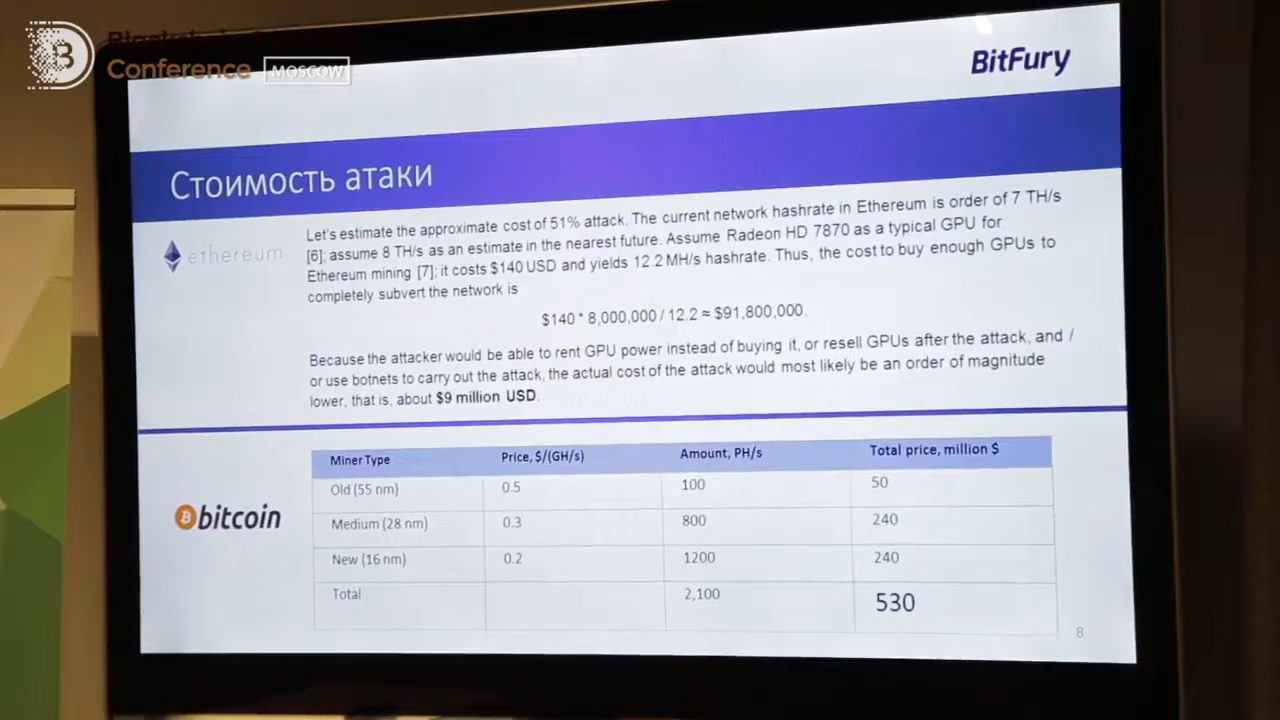 Conference MOSCOW
BitFury
Стоимость атаки
ethereum
Let's estimate the approximate cost of 51% attack. The current network hashrate in Ethereum is order of 7 TH/s
[6]; assume 8 TH/s as an estimate in the nearest future. Assume Radeon HD 7870 as a typical GPU for
Ethereum mining [7]; it costs $140 USD and yields 12.2 MH/s hashrate. Thus, the cost to buy enough GPUs to
completely subvert the network is
$140 * 8,000,000 / 12.2 ≈ $91,800,000.
Because the attacker would be able to rent GPU power instead of buying it, or resell GPUs after the attack, and /
or use botnets to carry out the attack, the actual cost of the attack would most likely be an order of magnitude
lower, that is, about $9 million USD.
bitcoin
Miner Type Price, $/(GH/s) Amount, PH/s Total price, million $
Old (55 nm) 0.5 100 50
Medium (28 nm) 0.3 800 240
New (16 nm) 0.2 1200 240
Total 2,100 530
8